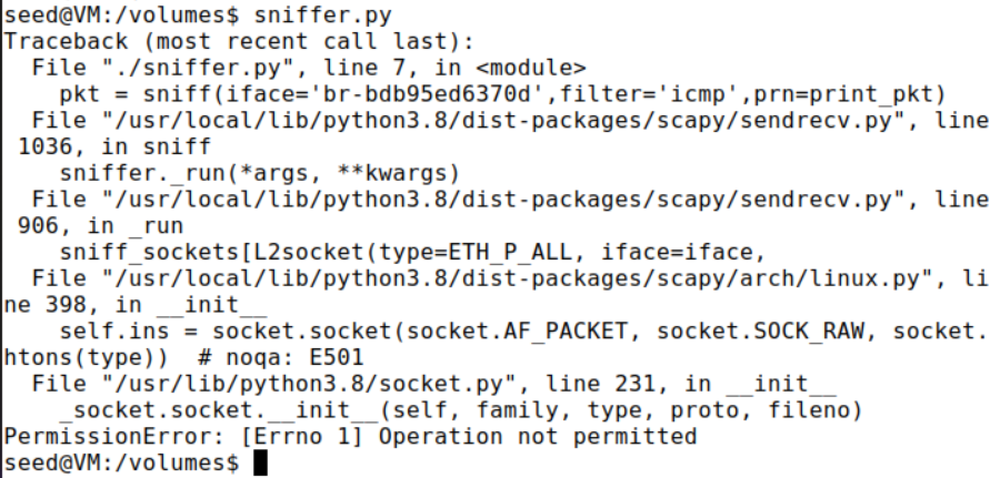 seed@VM:/volumes$ sniffer.py
Traceback (most recent call last):
  File "./sniffer.py", line 7, in <module>
    pkt = sniff(iface='br-bdb95ed6370d',filter='icmp',prn=print_pkt)
  File "/usr/local/lib/python3.8/dist-packages/scapy/sendrecv.py", line
 1036, in sniff
    sniffer._run(*args, **kwargs)
  File "/usr/local/lib/python3.8/dist-packages/scapy/sendrecv.py", line
 906, in _run
    sniff_sockets[L2socket(type=ETH_P_ALL, iface=iface,
  File "/usr/local/lib/python3.8/dist-packages/scapy/arch/linux.py", li
ne 398, in __init__
    self.ins = socket.socket(socket.AF_PACKET, socket.SOCK_RAW, socket.
htons(type))  # noqa: E501
  File "/usr/lib/python3.8/socket.py", line 231, in __init__
    _socket.socket.__init__(self, family, type, proto, fileno)
PermissionError: [Errno 1] Operation not permitted
seed@VM:/volumes$